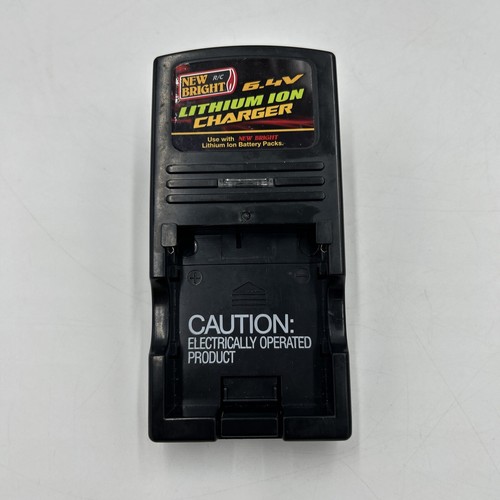 NEW R/C
BRIGHT
6.4V
LITHIUM ION
CHARGER
Use with NEW BRIGHT
Lithium Ion Battery Packs.
+ -
CAUTION:
ELECTRICALLY OPERATED
PRODUCT